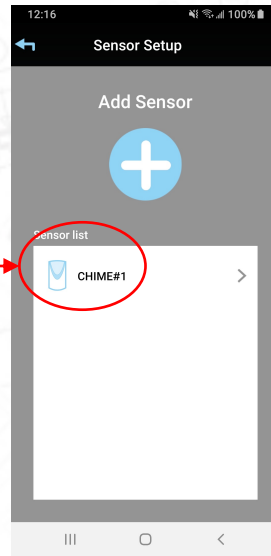 12:16 100%
Sensor Setup
Add Sensor
Sensor list
CHIME#1